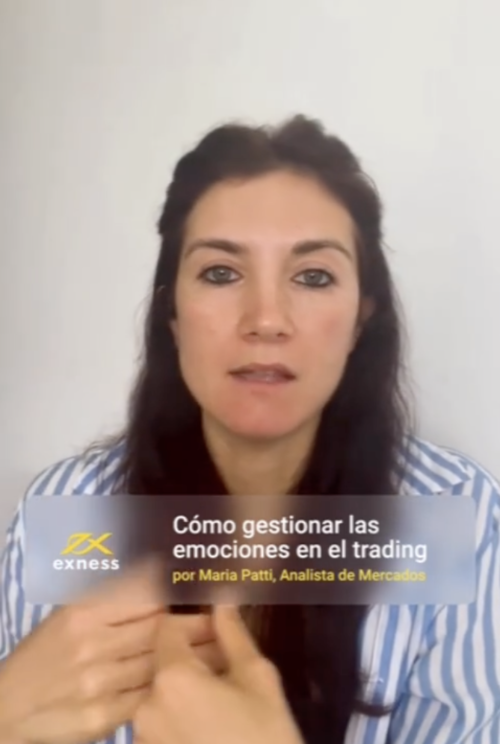 Cómo gestionar las
emociones en el trading
por Maria Patti, Analista de Mercados
exness